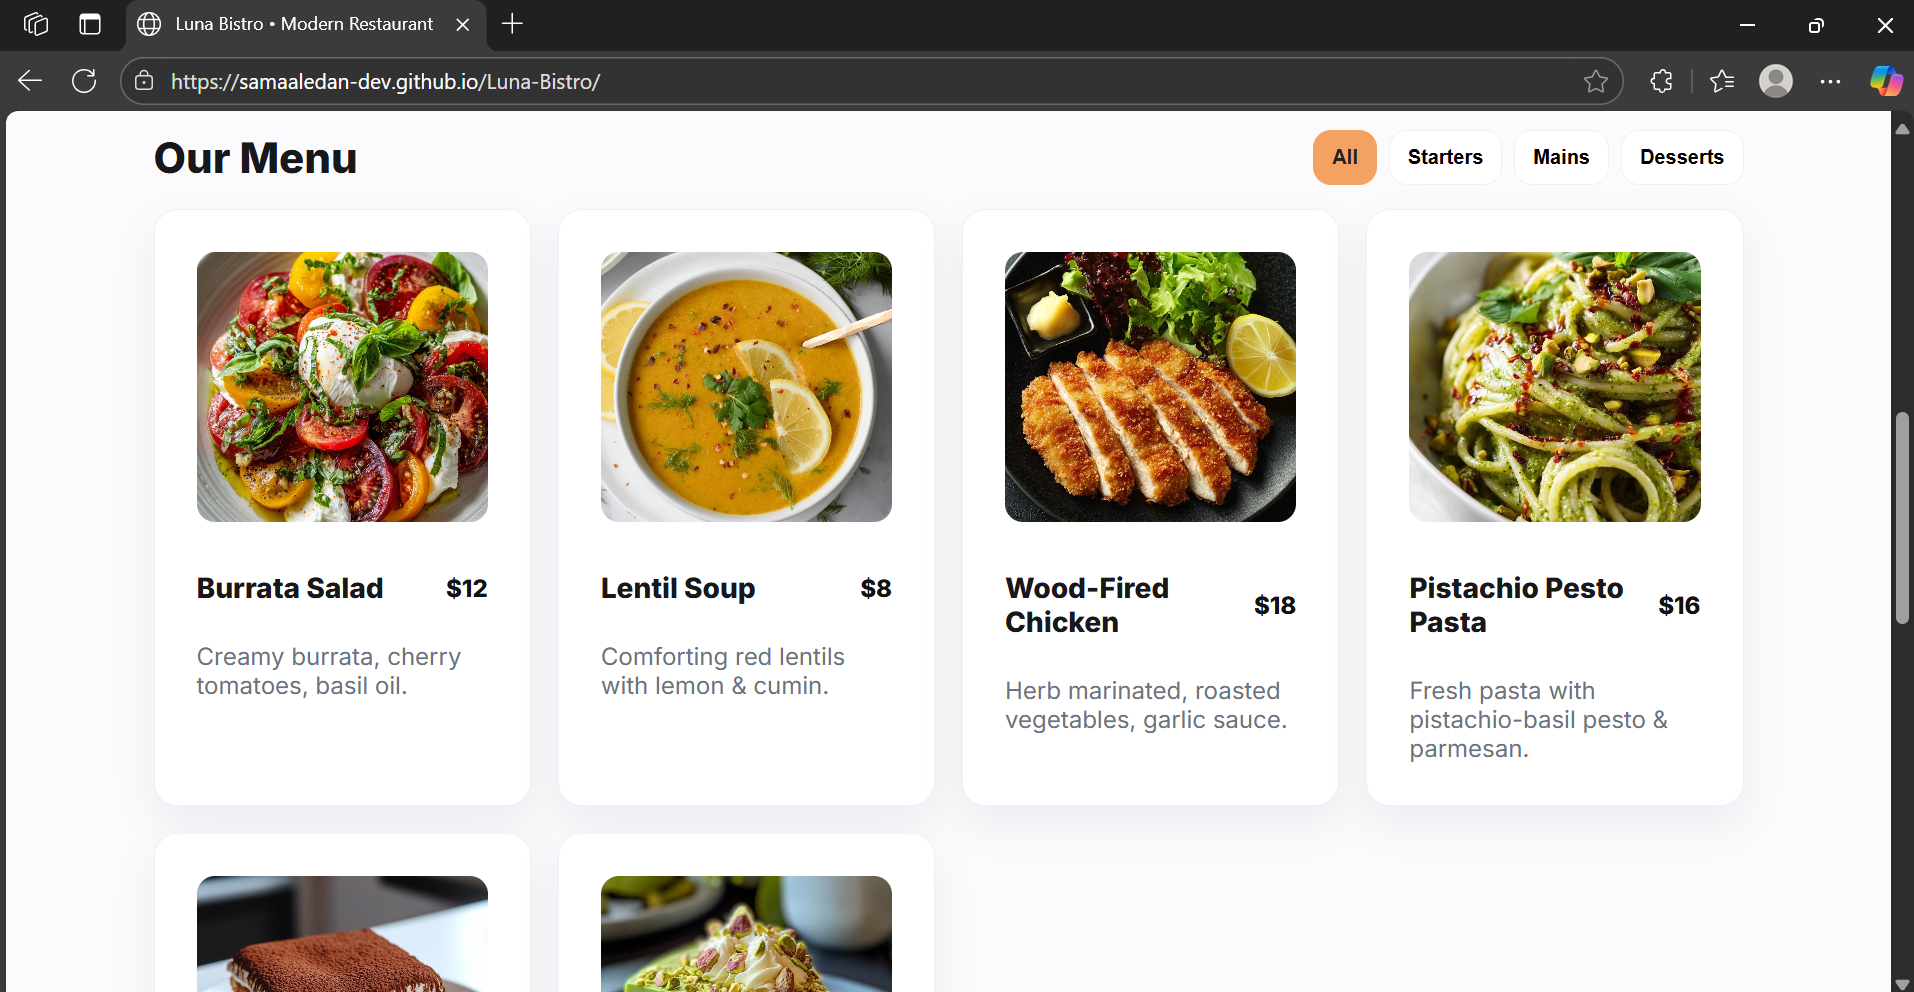 Luna Bistro • Modern Restaurant
https://samaaledan-dev.github.io/Luna-Bistro/
Our Menu
All
Starters
Mains
Desserts
Burrata Salad
$12
Creamy burrata, cherry
tomatoes, basil oil.
Lentil Soup
$8
Comforting red lentils
with lemon & cumin.
Wood-Fired
Chicken
$18
Herb marinated, roasted
vegetables, garlic sauce.
Pistachio Pesto
Pasta
$16
Fresh pasta with
pistachio-basil pesto &
parmesan.